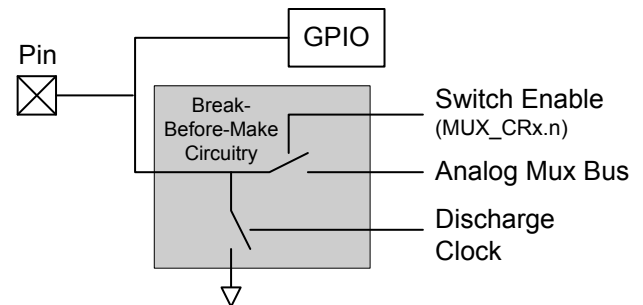 GPIO
Pin
Break-
Before-Make
Circuitry
Switch Enable
(MUX_CRx.n)
Analog Mux Bus
Discharge
Clock